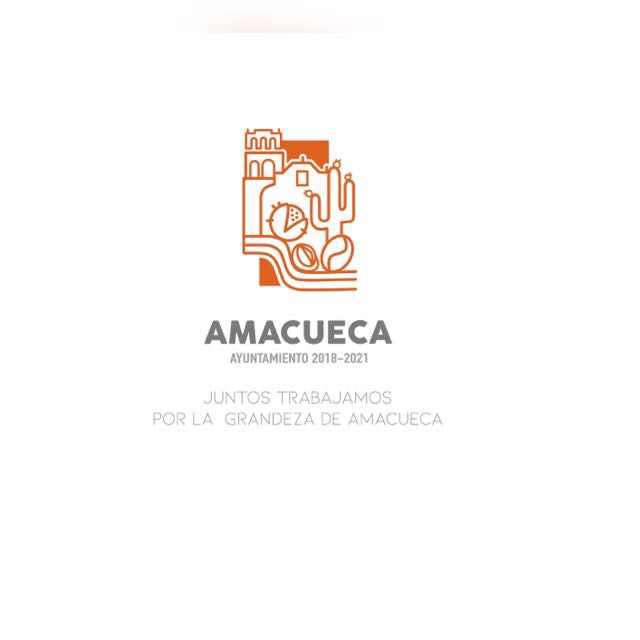 AMACUECA
AYUNTAMIENTO 2018-2021
JUNTOS TRABAJAMOS
POR LA GRANDEZA DE AMACUECA